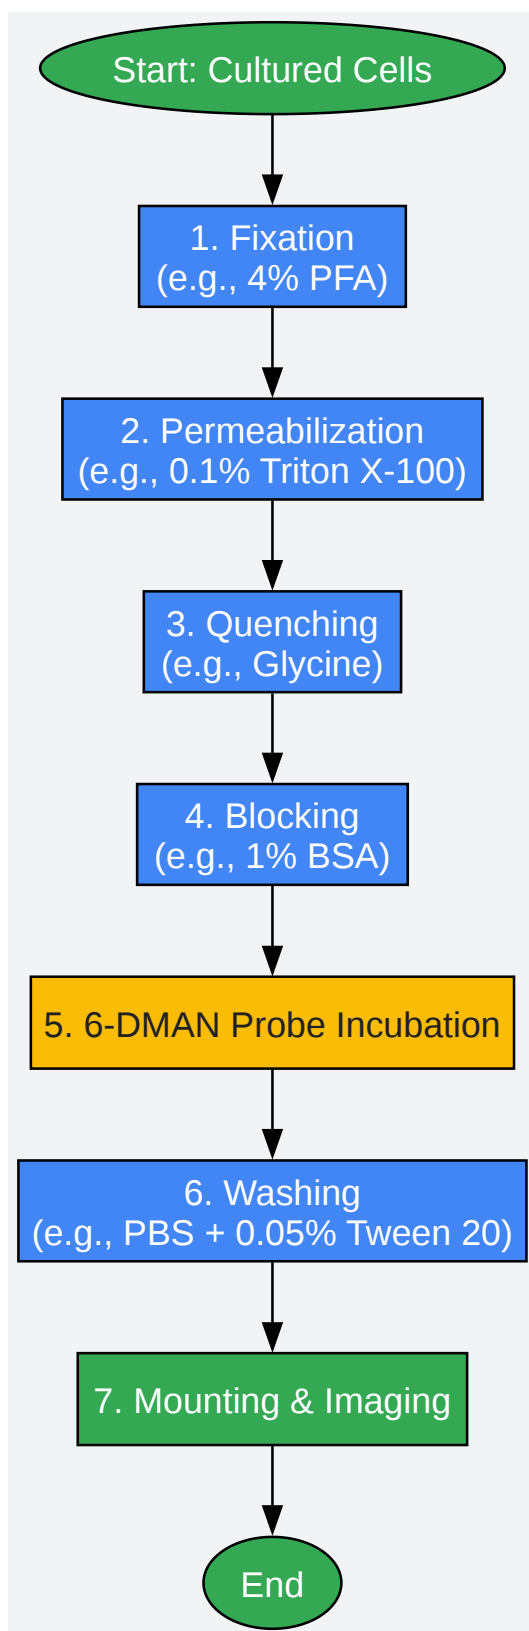 Start: Cultured Cells
1. Fixation
(e.g., 4% PFA)
2. Permeabilization
(e.g., 0.1% Triton X-100)
3. Quenching
(e.g., Glycine)
4. Blocking
(e.g., 1% BSA)
5. 6-DMAN Probe Incubation
6. Washing
(e.g., PBS + 0.05% Tween 20)
7. Mounting & Imaging
End